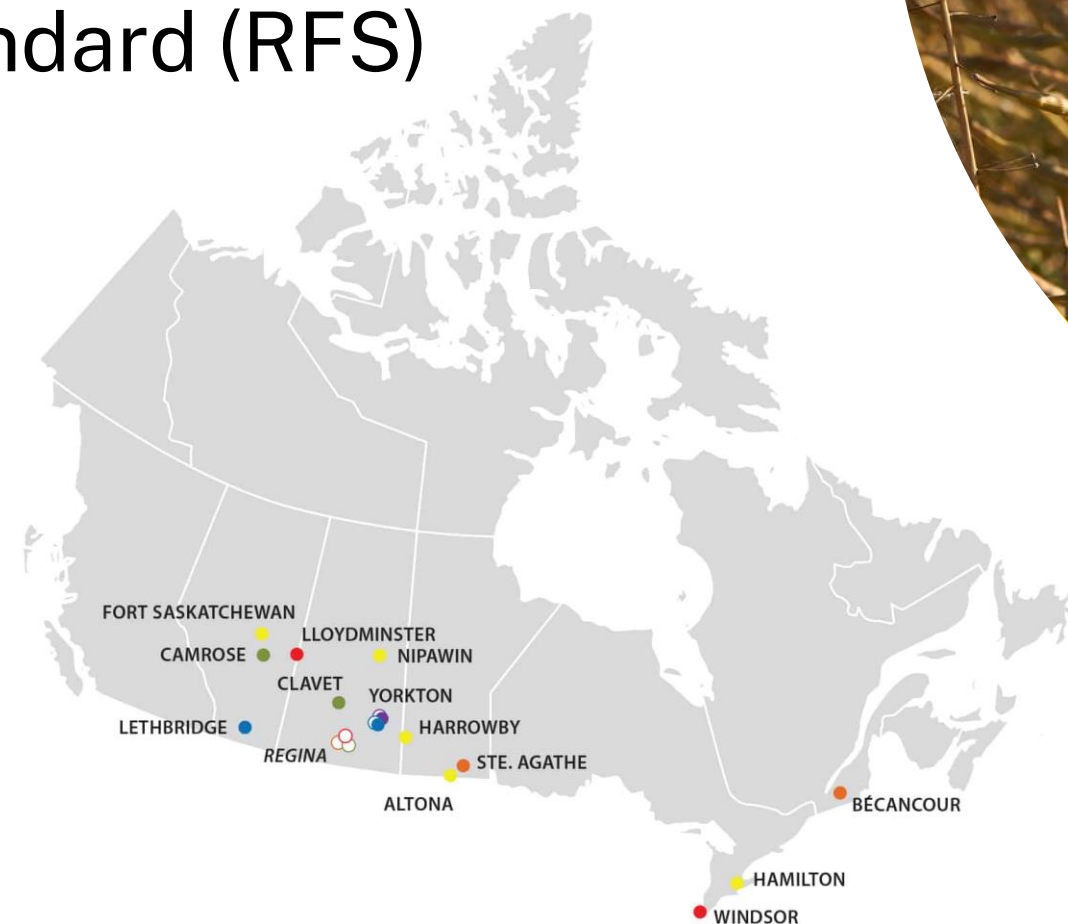 ndard (RFS)
FORT SASKATCHEWAN
LLOYDMINSTER
CAMROSE
NIPAWIN
CLAVET
YORKTON
LETHBRIDGE
HARROWBY
REGINA
STE. AGATHE
ALTONA
BÉCANCOUR
HAMILTON
WINDSOR